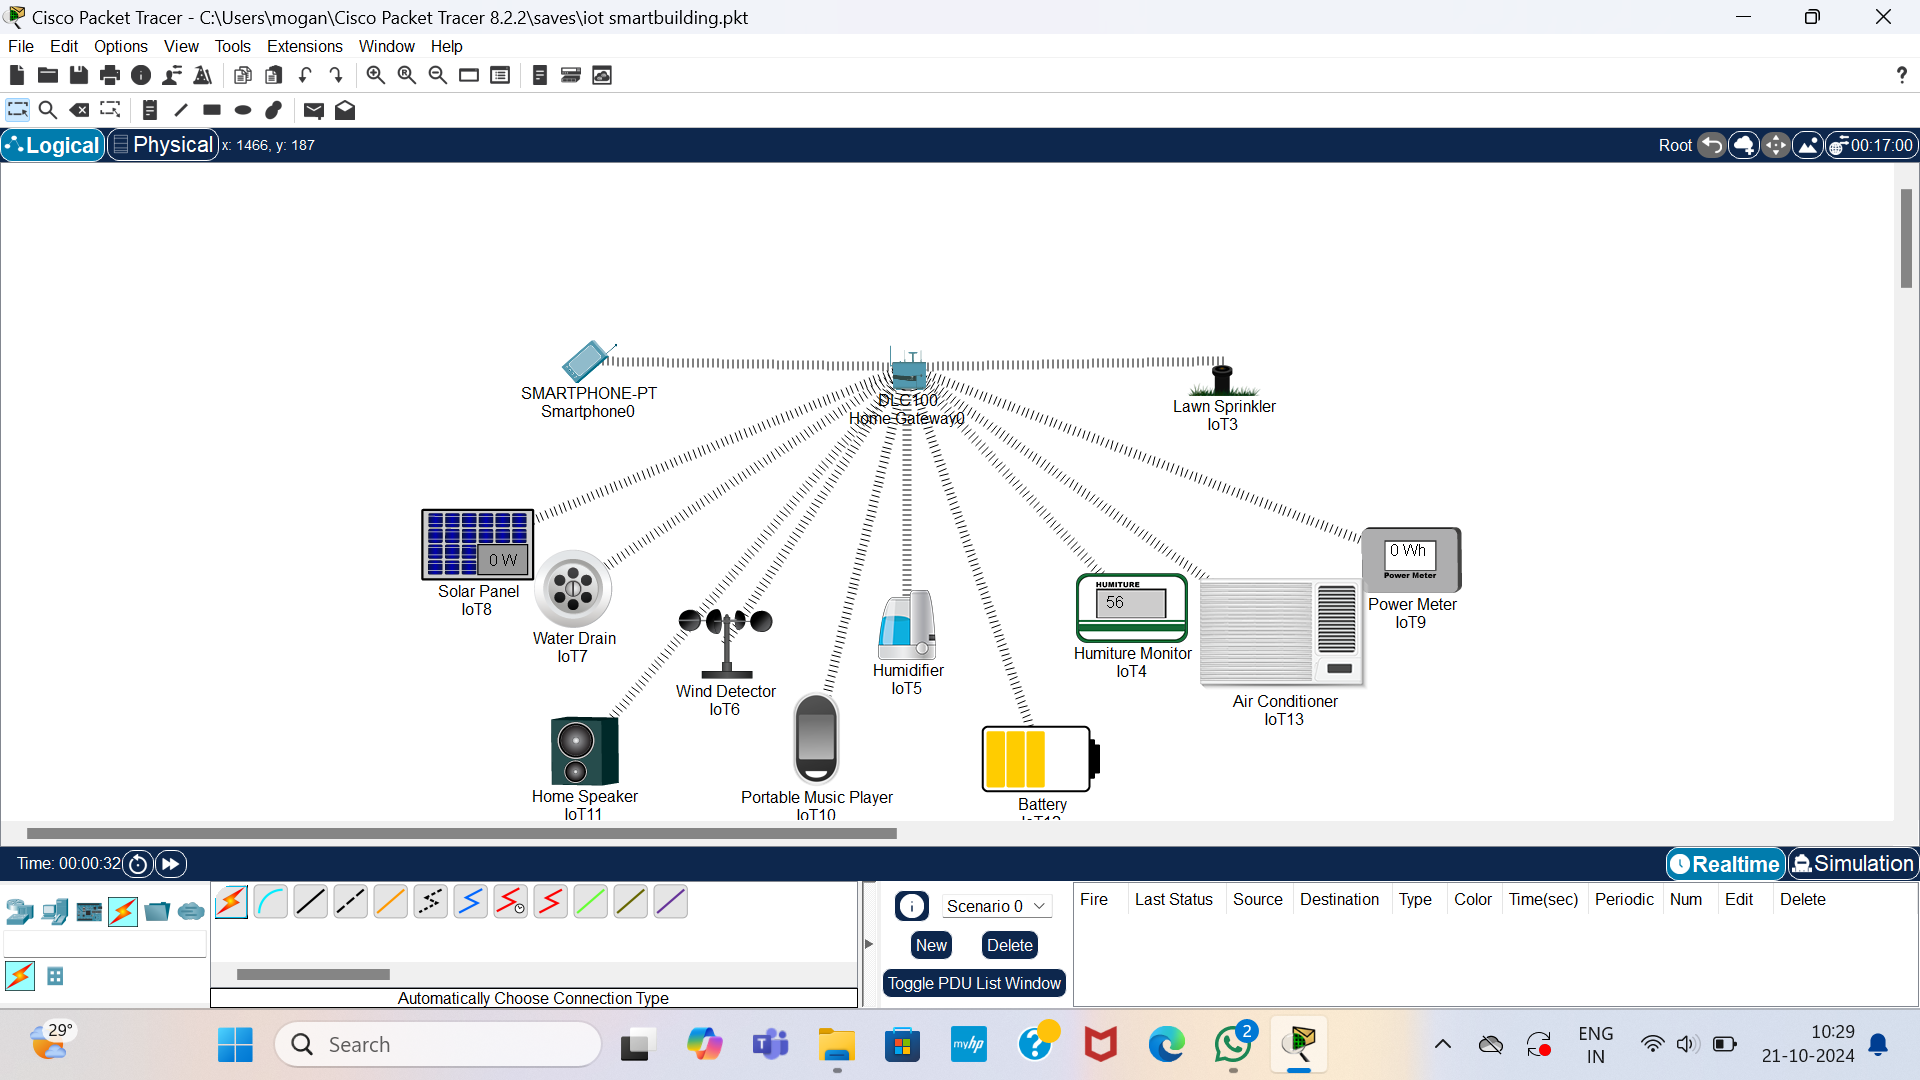 Cisco Packet Tracer - C:\Users\mogan\Cisco Packet Tracer 8.2.2\saves\iot smartbuilding.pkt
File Edit Options View Tools Extensions Window Help
?
Logical Physical x: 1466, y: 187 Root 00:17:00
SMARTPHONE-PT
Smartphone0
DLC100
Home Gateway0
Lawn Sprinkler
IoT3
0 W
Solar Panel
IoT8
Water Drain
IoT7
Wind Detector
IoT6
Humidifier
IoT5
HUMITURE
56
Humiture Monitor
IoT4
Air Conditioner
IoT13
0 Wh
Power Meter
Power Meter
IoT9
Home Speaker
IoT11
Portable Music Player
IoT10
Battery
Time: 00:00:32 Realtime Simulation
Scenario 0
New Delete
Toggle PDU List Window
Fire Last Status Source Destination Type Color Time(sec) Periodic Num Edit Delete
Automatically Choose Connection Type
29°
Search
myhp
2
ENG
IN
10:29
21-10-2024